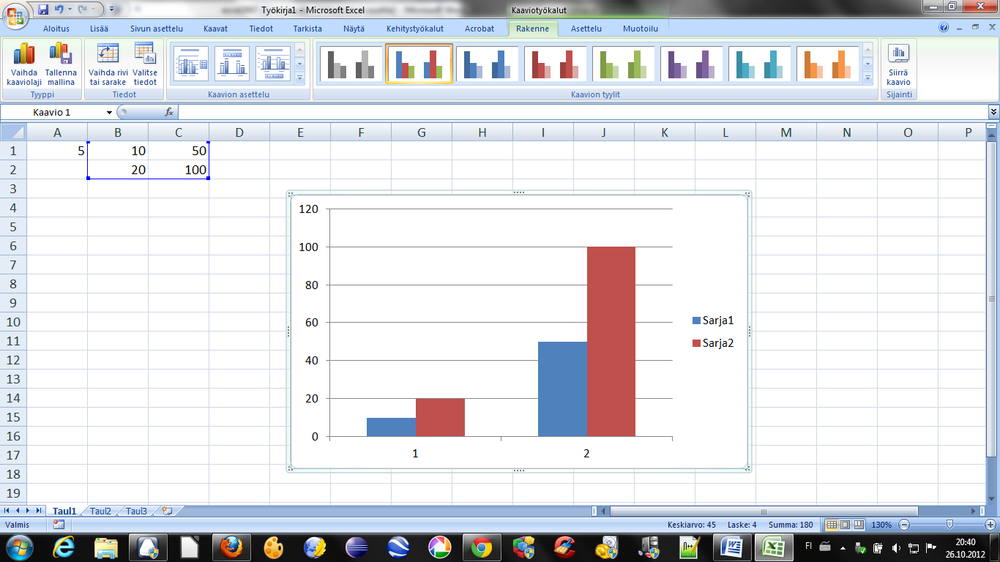 Työkirja1 - Microsoft Excel
Kaaviotyökalut
Aloitus Lisää Sivun asettelu Kaavat Tiedot Tarkista Näytä Kehitystyökalut Acrobat Rakenne Asettelu Muotoilu
Vaihda kaaviolaji
Tallenna mallina
Vaihda rivi tai sarake
Valitse tiedot
Siirrä kaavio
Tyyppi Tiedot Kaavion asettelu Kaavion tyylit Sijainti
Kaavio 1 fx
A B C D E F G H I J K L M N O P
1 5 10 50
2 20 100
3
4
5
6
7
8
9
10
11
12
13
14
15
16
17
18
19
120
100
80
60
40
20
0
1 2
Sarja1
Sarja2
Taul1 Taul2 Taul3
Valmis Keskiarvo: 45 Laske: 4 Summa: 180 130%
FI 20:40
26.10.2012